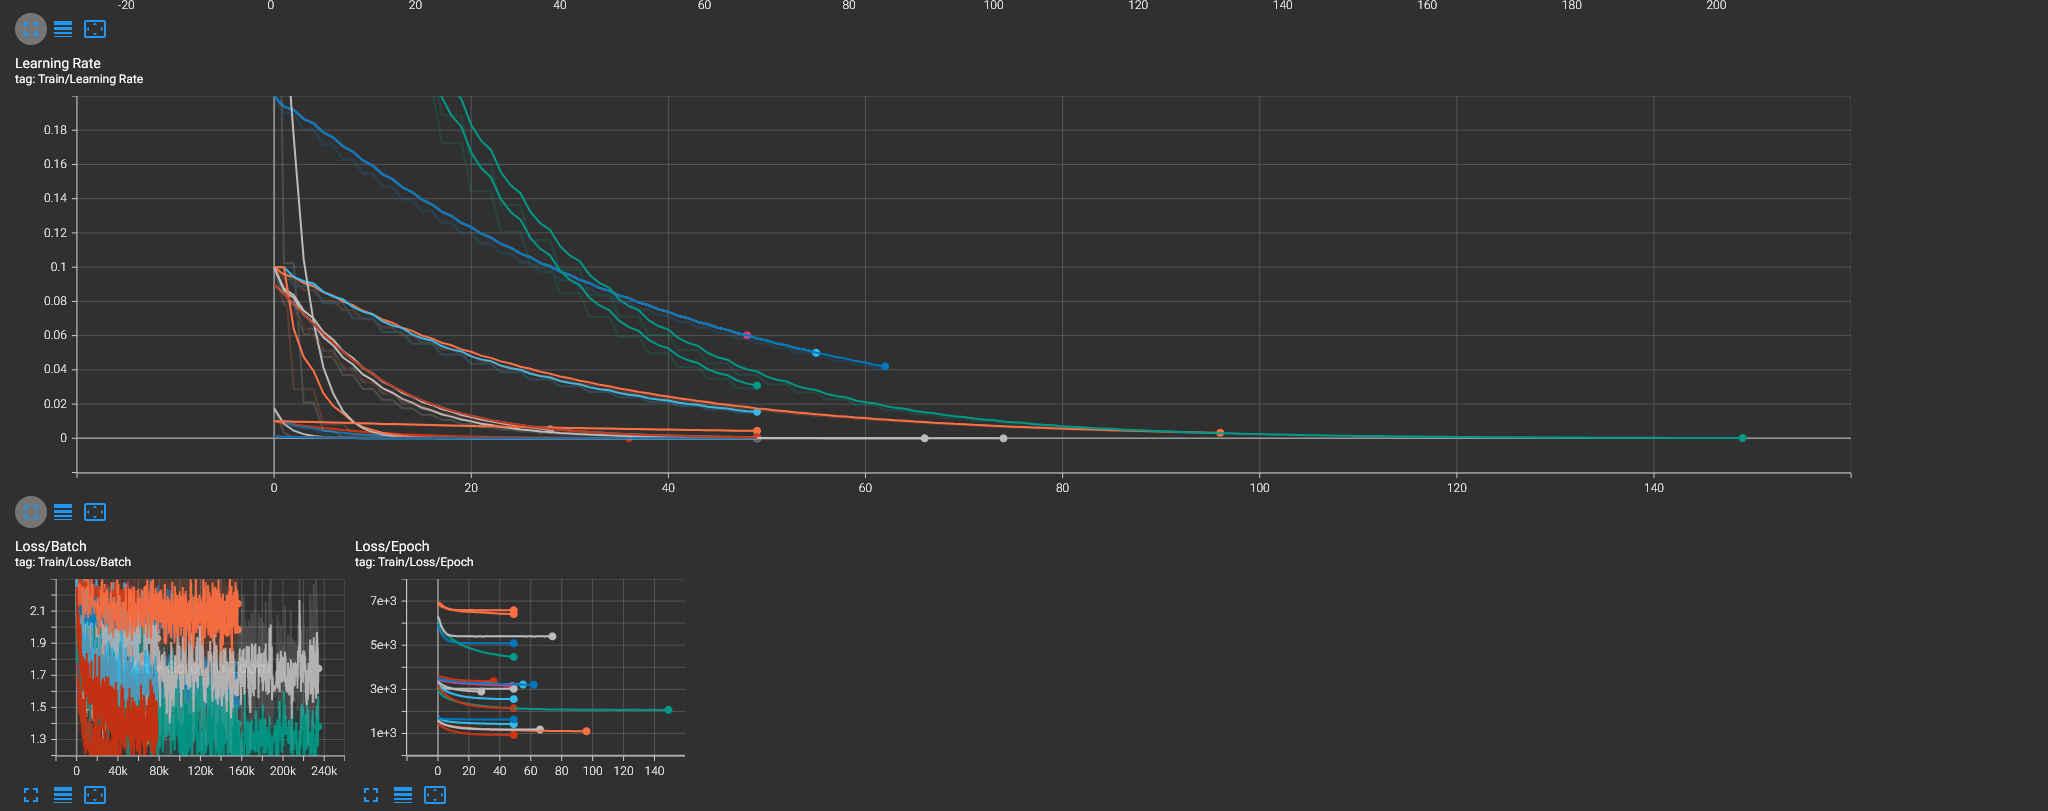 -20 0 20 40 60 80 100 120 140 160 180 200
Learning Rate
tag: Train/Learning Rate
0.18
0.16
0.14
0.12
0.1
0.08
0.06
0.04
0.02
0
0 20 40 60 80 100 120 140
Loss/Batch
tag: Train/Loss/Batch
2.1
1.9
1.7
1.5
1.3
0 40k 80k 120k 160k 200k 240k
Loss/Epoch
tag: Train/Loss/Epoch
7e+3
5e+3
3e+3
1e+3
0 20 40 60 80 100 120 140